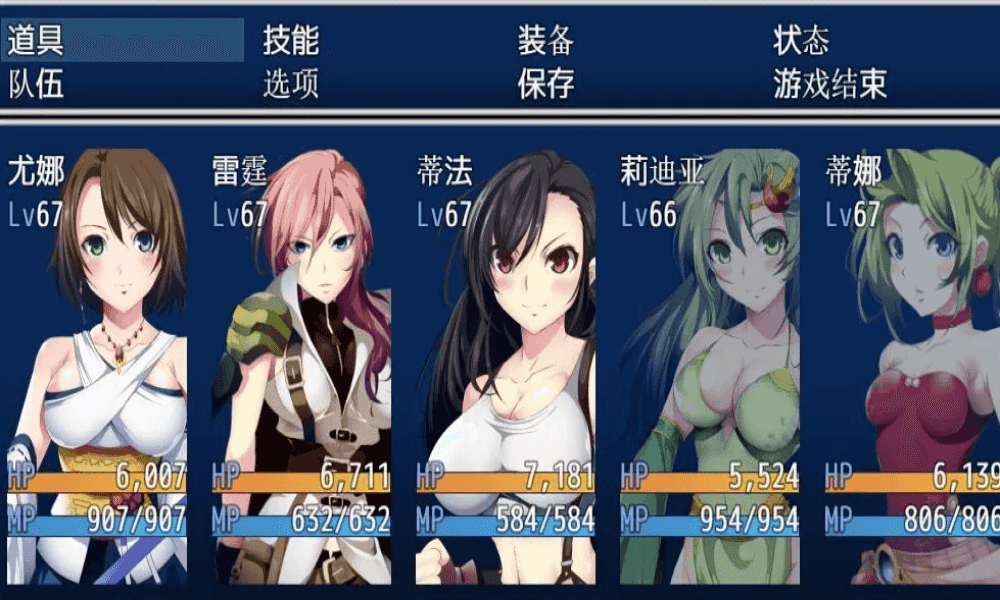 道具 技能 装备 状态
队伍 选项 保存 游戏结束
尤娜 雷霆 蒂法 莉迪亚 蒂娜
Lv67 Lv67 Lv67 Lv66 Lv67
HP 6,007 HP 6,711 HP 7,181 HP 5,524 HP 6,139
MP 907/907 MP 632/632 MP 584/584 MP 954/954 MP 806/806